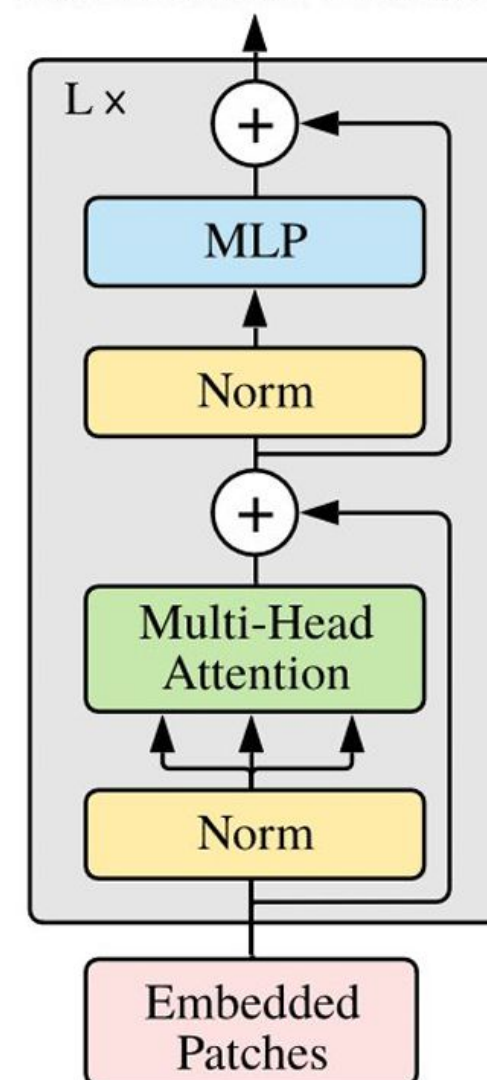 L ×
+
MLP
Norm
+
Multi-Head
Attention
Norm
Embedded
Patches